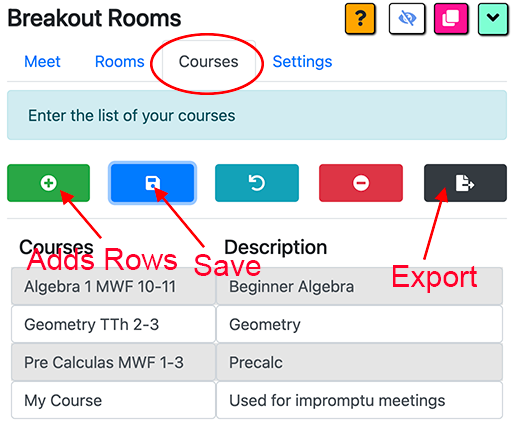 Breakout Rooms ?
Meet Rooms Courses Settings
Enter the list of your courses
Courses Description
Adds Rows Save Export
Algebra 1 MWF 10-11 Beginner Algebra
Geometry TTh 2-3 Geometry
Pre Calculas MWF 1-3 Precalc
My Course Used for impromptu meetings